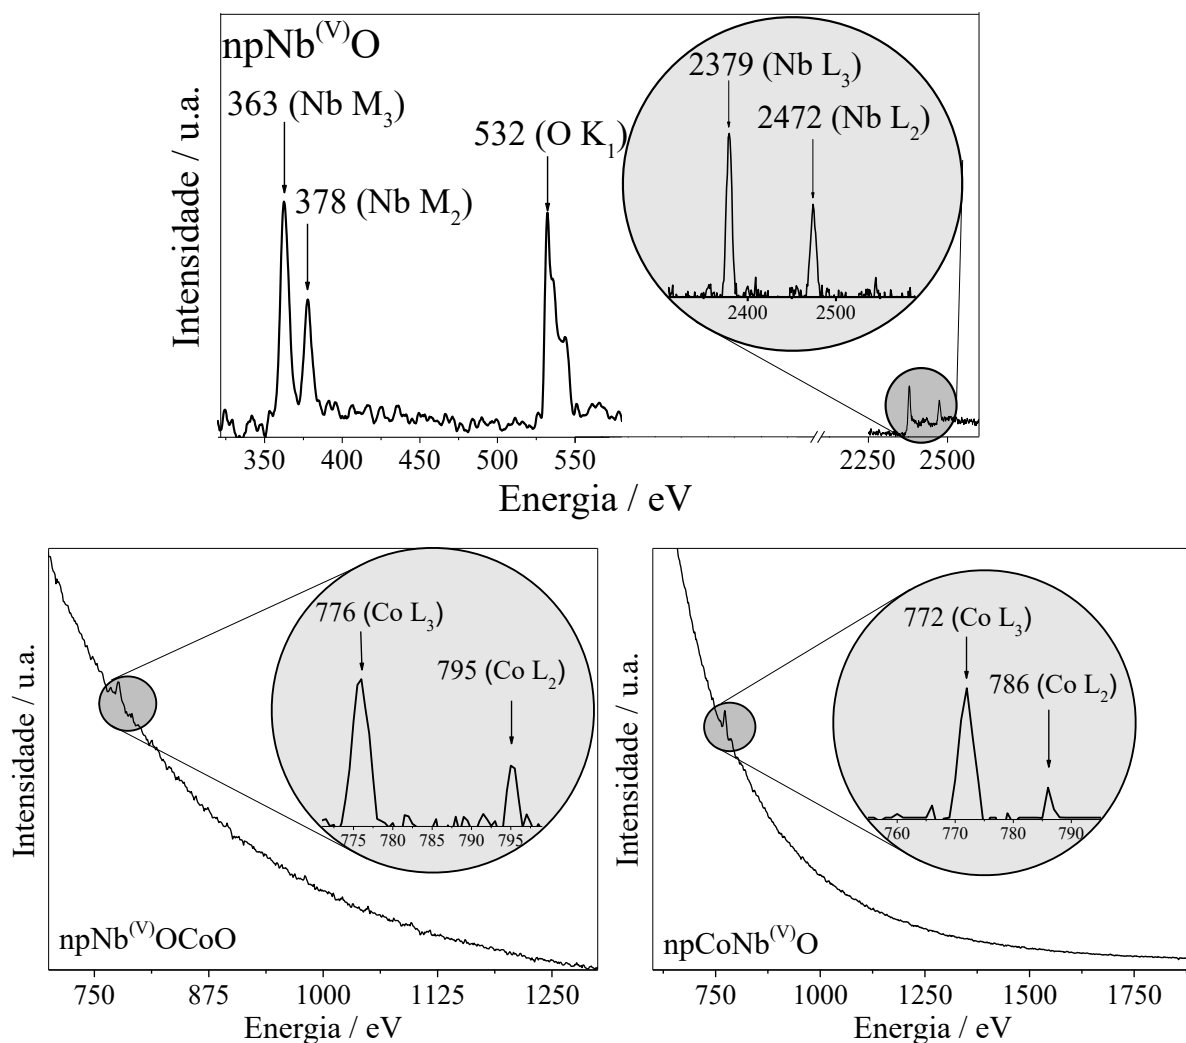 npNb(V)O
363 (Nb M3)
378 (Nb M2)
532 (O K1)
2379 (Nb L3)
2472 (Nb L2)
2400 2500
Intensidade / u.a.
350 400 450 500 550 2250 2500
Energia / eV
776 (Co L3)
795 (Co L2)
775 780 785 790 795
Intensidade / u.a.
npNb(V)OCoO
750 875 1000 1125 1250
Energia / eV
772 (Co L3)
786 (Co L2)
760 770 780 790
Intensidade / u.a.
npCoNb(V)O
750 1000 1250 1500 1750
Energia / eV